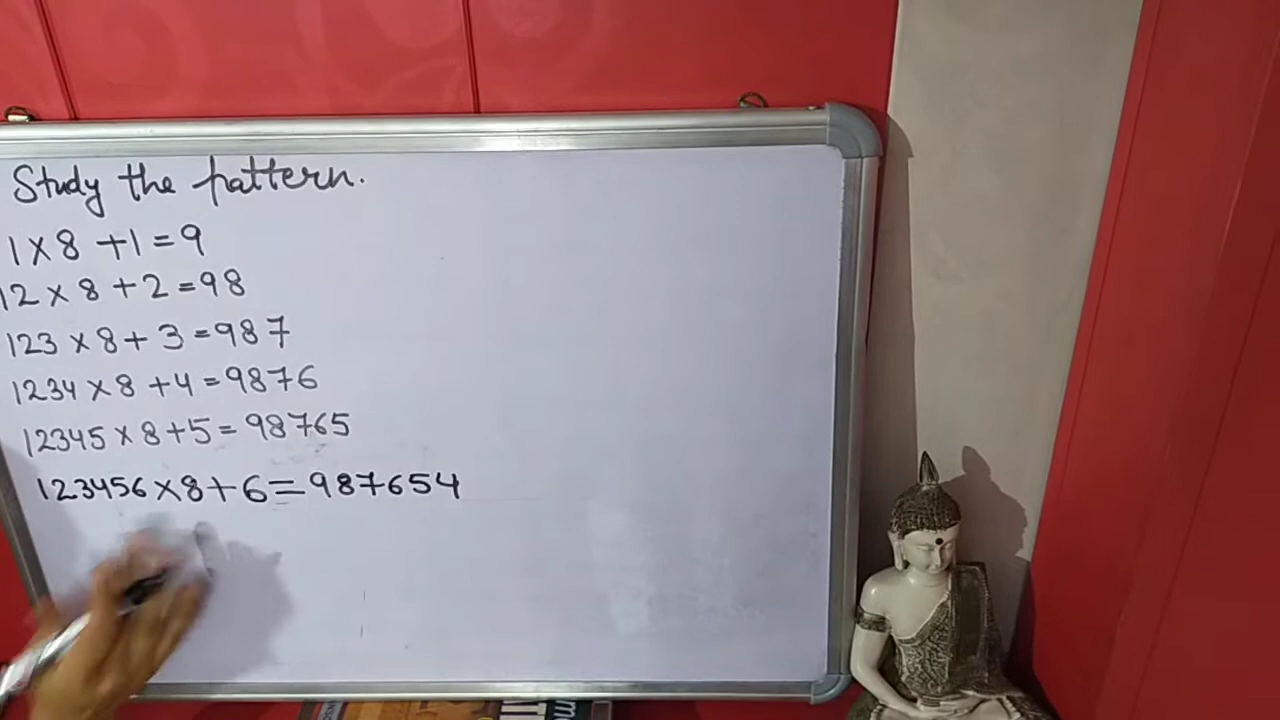 Study the pattern.
1 x 8 + 1 = 9
12 x 8 + 2 = 98
123 x 8 + 3 = 987
1234 x 8 + 4 = 9876
12345 x 8 + 5 = 98765
123456 x 8 + 6 = 987654